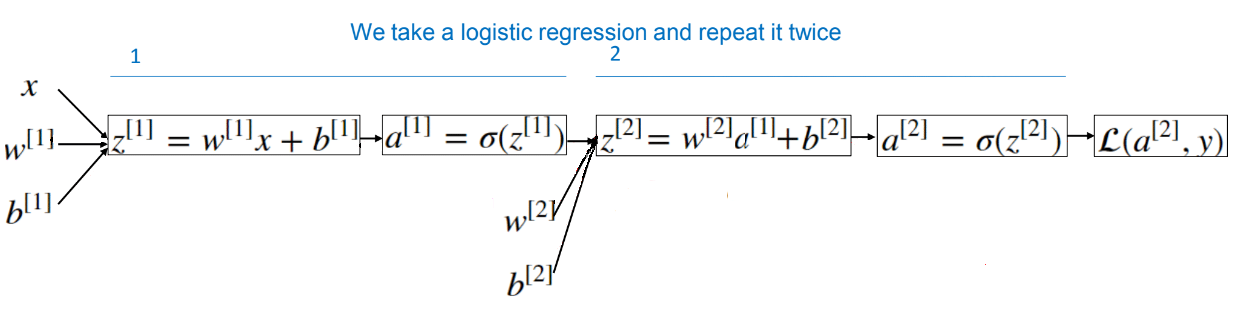 We take a logistic regression and repeat it twice
1 2
x
w^{[1]}
b^{[1]}
z^{[1]} = w^{[1]}x + b^{[1]} a^{[1]} = σ(z^{[1]}) z^{[2]} = w^{[2]}a^{[1]}+b^{[2]} a^{[2]} = σ(z^{[2]}) ℒ(a^{[2]}, y)
w^{[2]}
b^{[2]}